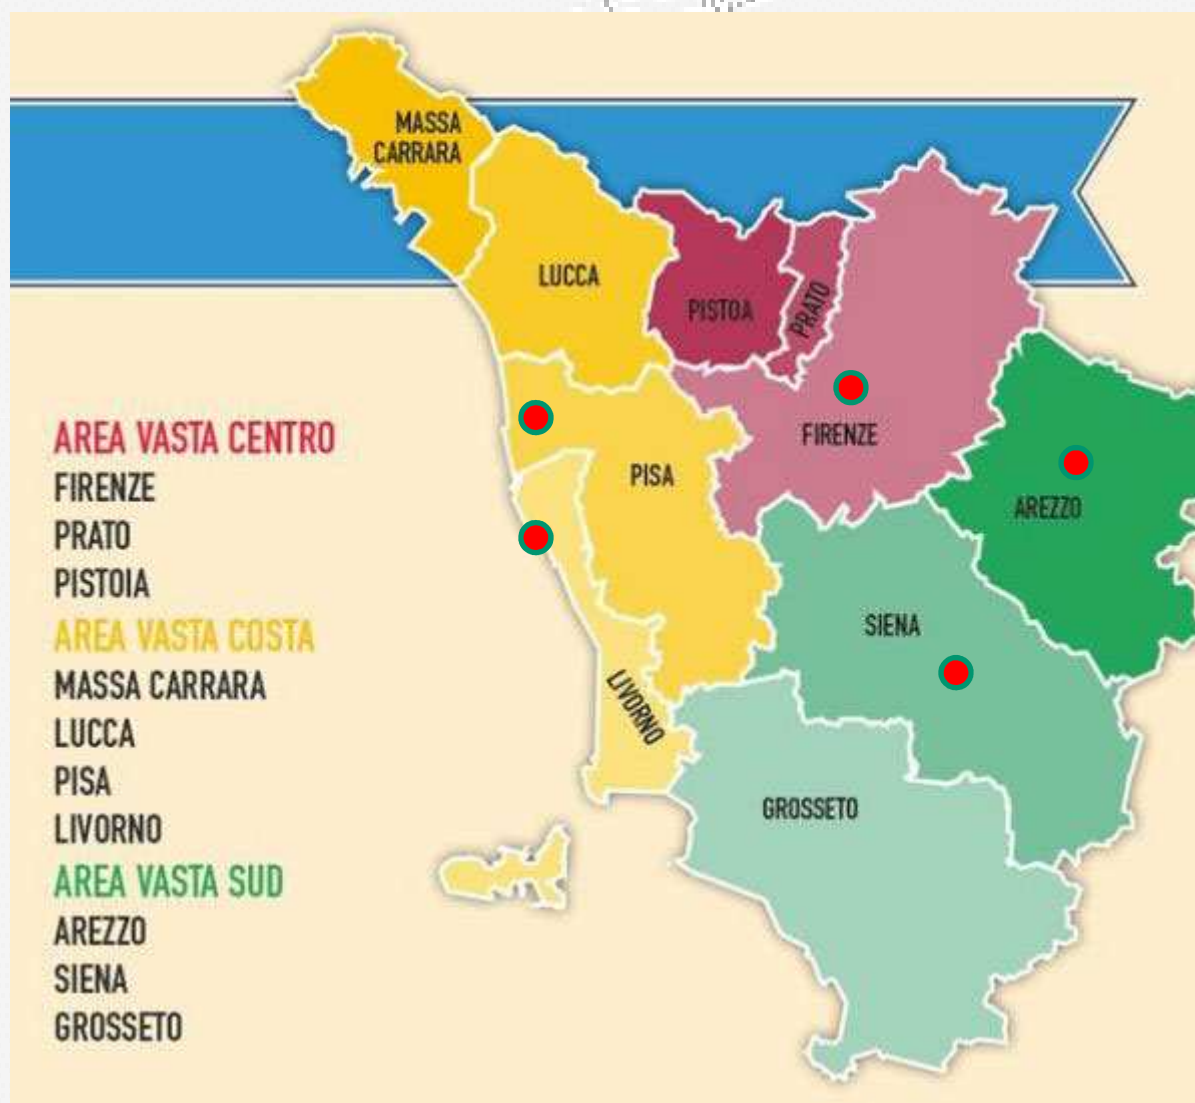 MASSA
CARRARA
LUCCA
PISTOA
PRATO
FIRENZE
PISA
AREZZO
SIENA
LIVORNO
GROSSETO
AREA VASTA CENTRO
FIRENZE
PRATO
PISTOIA
AREA VASTA COSTA
MASSA CARRARA
LUCCA
PISA
LIVORNO
AREA VASTA SUD
AREZZO
SIENA
GROSSETO